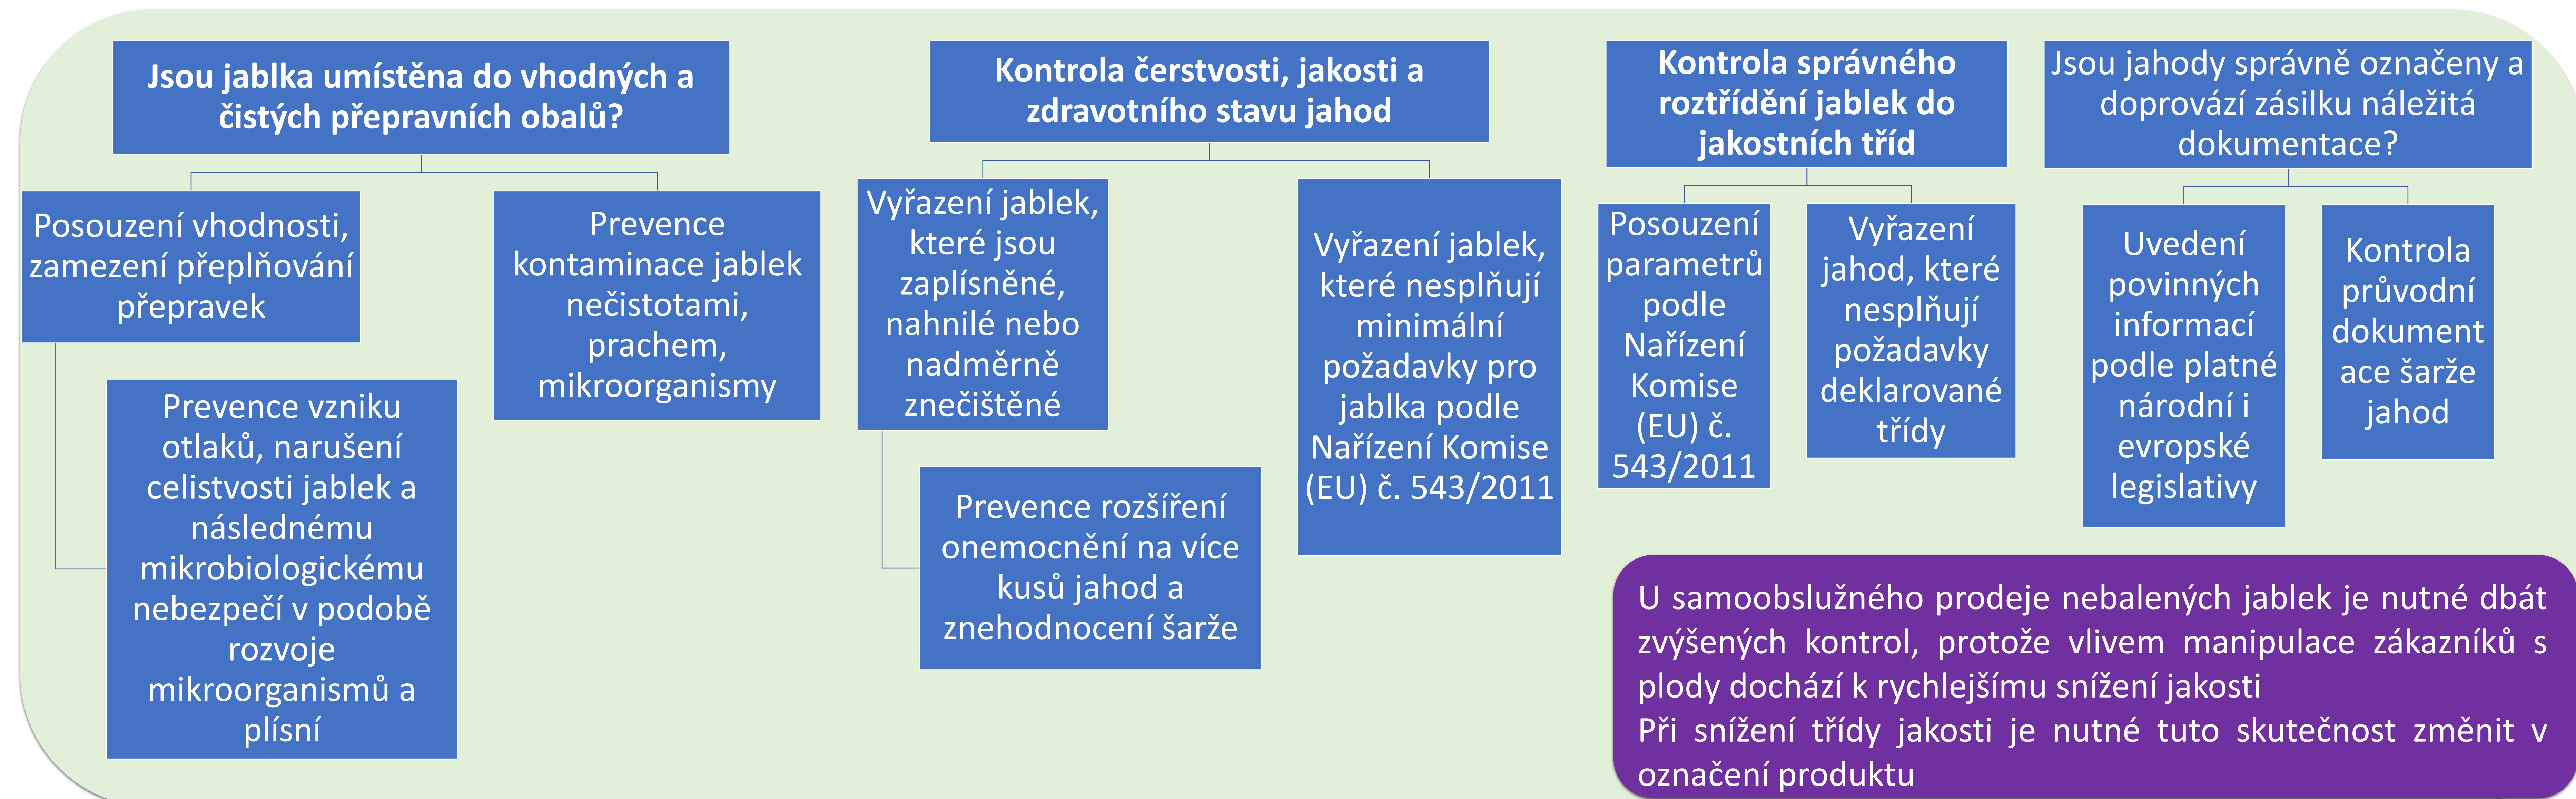 Jsou jablka umístěna do vhodných a
čistých přepravních obalů?
Posouzení vhodnosti,
zamezení přeplňování
přepravek
Prevence vzniku
otlaků, narušení
celistvosti jablek a
následnému
mikrobiologickému
nebezpečí v podobě
rozvoje
mikroorganismů a
plísní
Prevence
kontaminace jablek
nečistotami,
prachem,
mikroorganismy
Kontrola čerstvosti, jakosti a
zdravotního stavu jahod
Vyřazení jablek,
které jsou
zaplísněné,
nahnilé nebo
nadměrně
znečištěné
Prevence rozšíření
onemocnění na více
kusů jahod a
znehodnocení šarže
Vyřazení jablek,
které nesplňují
minimální
požadavky pro
jablka podle
Nařízení Komise
(EU) č. 543/2011
Kontrola správného
roztřídění jablek do
jakostních tříd
Posouzení
parametrů
podle
Nařízení
Komise
(EU) č.
543/2011
Vyřazení
jahod, které
nesplňují
požadavky
deklarované
třídy
Jsou jahody správně označeny a
doprovází zásilku náležitá
dokumentace?
Uvedení
povinných
informací
podle platné
národní i
evropské
legislativy
Kontrola
průvodní
dokument
ace šarže
jahod
U samoobslužného prodeje nebalených jablek je nutné dbát
zvýšených kontrol, protože vlivem manipulace zákazníků s
plody dochází k rychlejšímu snížení jakosti
Při snížení třídy jakosti je nutné tuto skutečnost změnit v
označení produktu